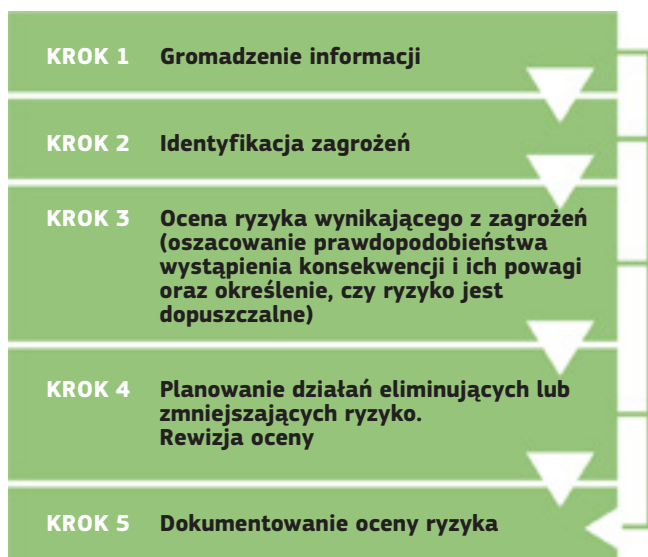 KROK 1 Gromadzenie informacji
KROK 2 Identyfikacja zagrożeń
KROK 3 Ocena ryzyka wynikającego z zagrożeń
(oszacowanie prawdopodobieństwa
wystąpienia konsekwencji i ich powagi
oraz określenie, czy ryzyko jest
dopuszczalne)
KROK 4 Planowanie działań eliminujących lub
zmniejszających ryzyko.
Rewizja oceny
KROK 5 Dokumentowanie oceny ryzyka